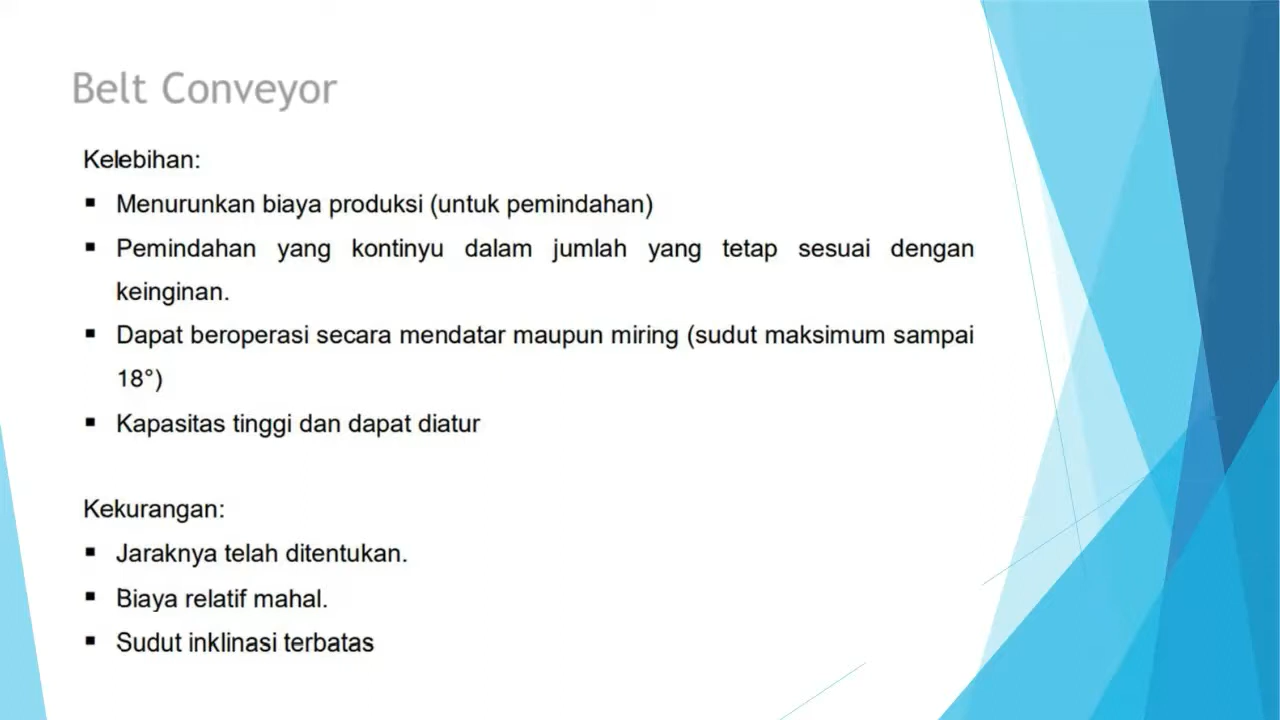 Belt Conveyor
Kelebihan:
▪ Menurunkan biaya produksi (untuk pemindahan)
▪ Pemindahan yang kontinyu dalam jumlah yang tetap sesuai dengan
keinginan.
▪ Dapat beroperasi secara mendatar maupun miring (sudut maksimum sampai
18°)
▪ Kapasitas tinggi dan dapat diatur
Kekurangan:
▪ Jaraknya telah ditentukan.
▪ Biaya relatif mahal.
▪ Sudut inklinasi terbatas